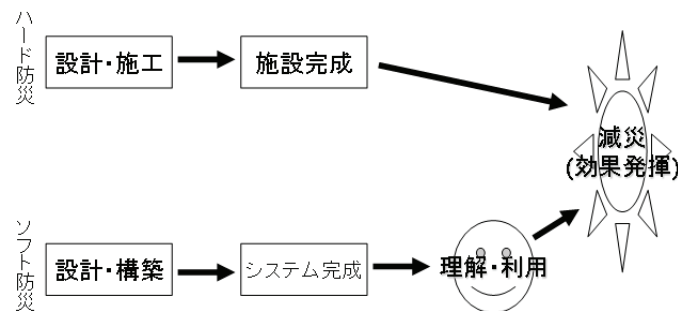 ハード防災
設計・施工
施設完成
減災
(効果発揮)
ソフト防災
設計・構築
システム完成
理解・利用